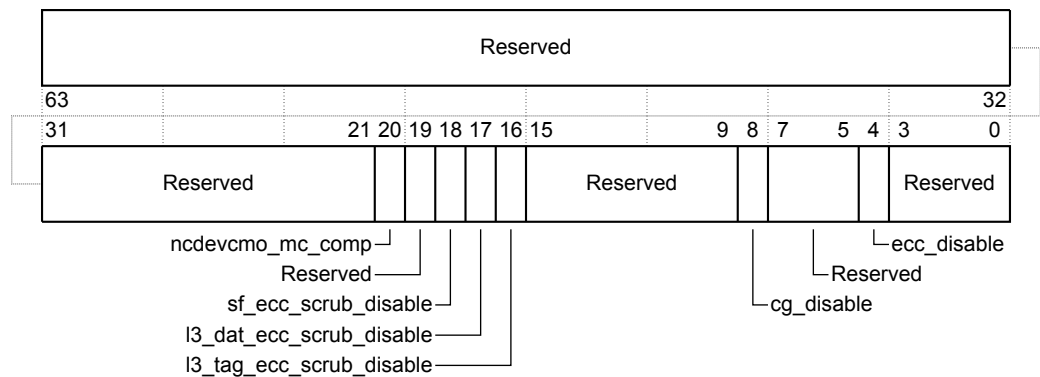 Reserved
63 32
31 21 20 19 18 17 16 15 9 8 7 5 4 3 0
Reserved Reserved Reserved
ncdevcmo_mc_comp ecc_disable
Reserved Reserved
sf_ecc_scrub_disable cg_disable
l3_dat_ecc_scrub_disable
l3_tag_ecc_scrub_disable